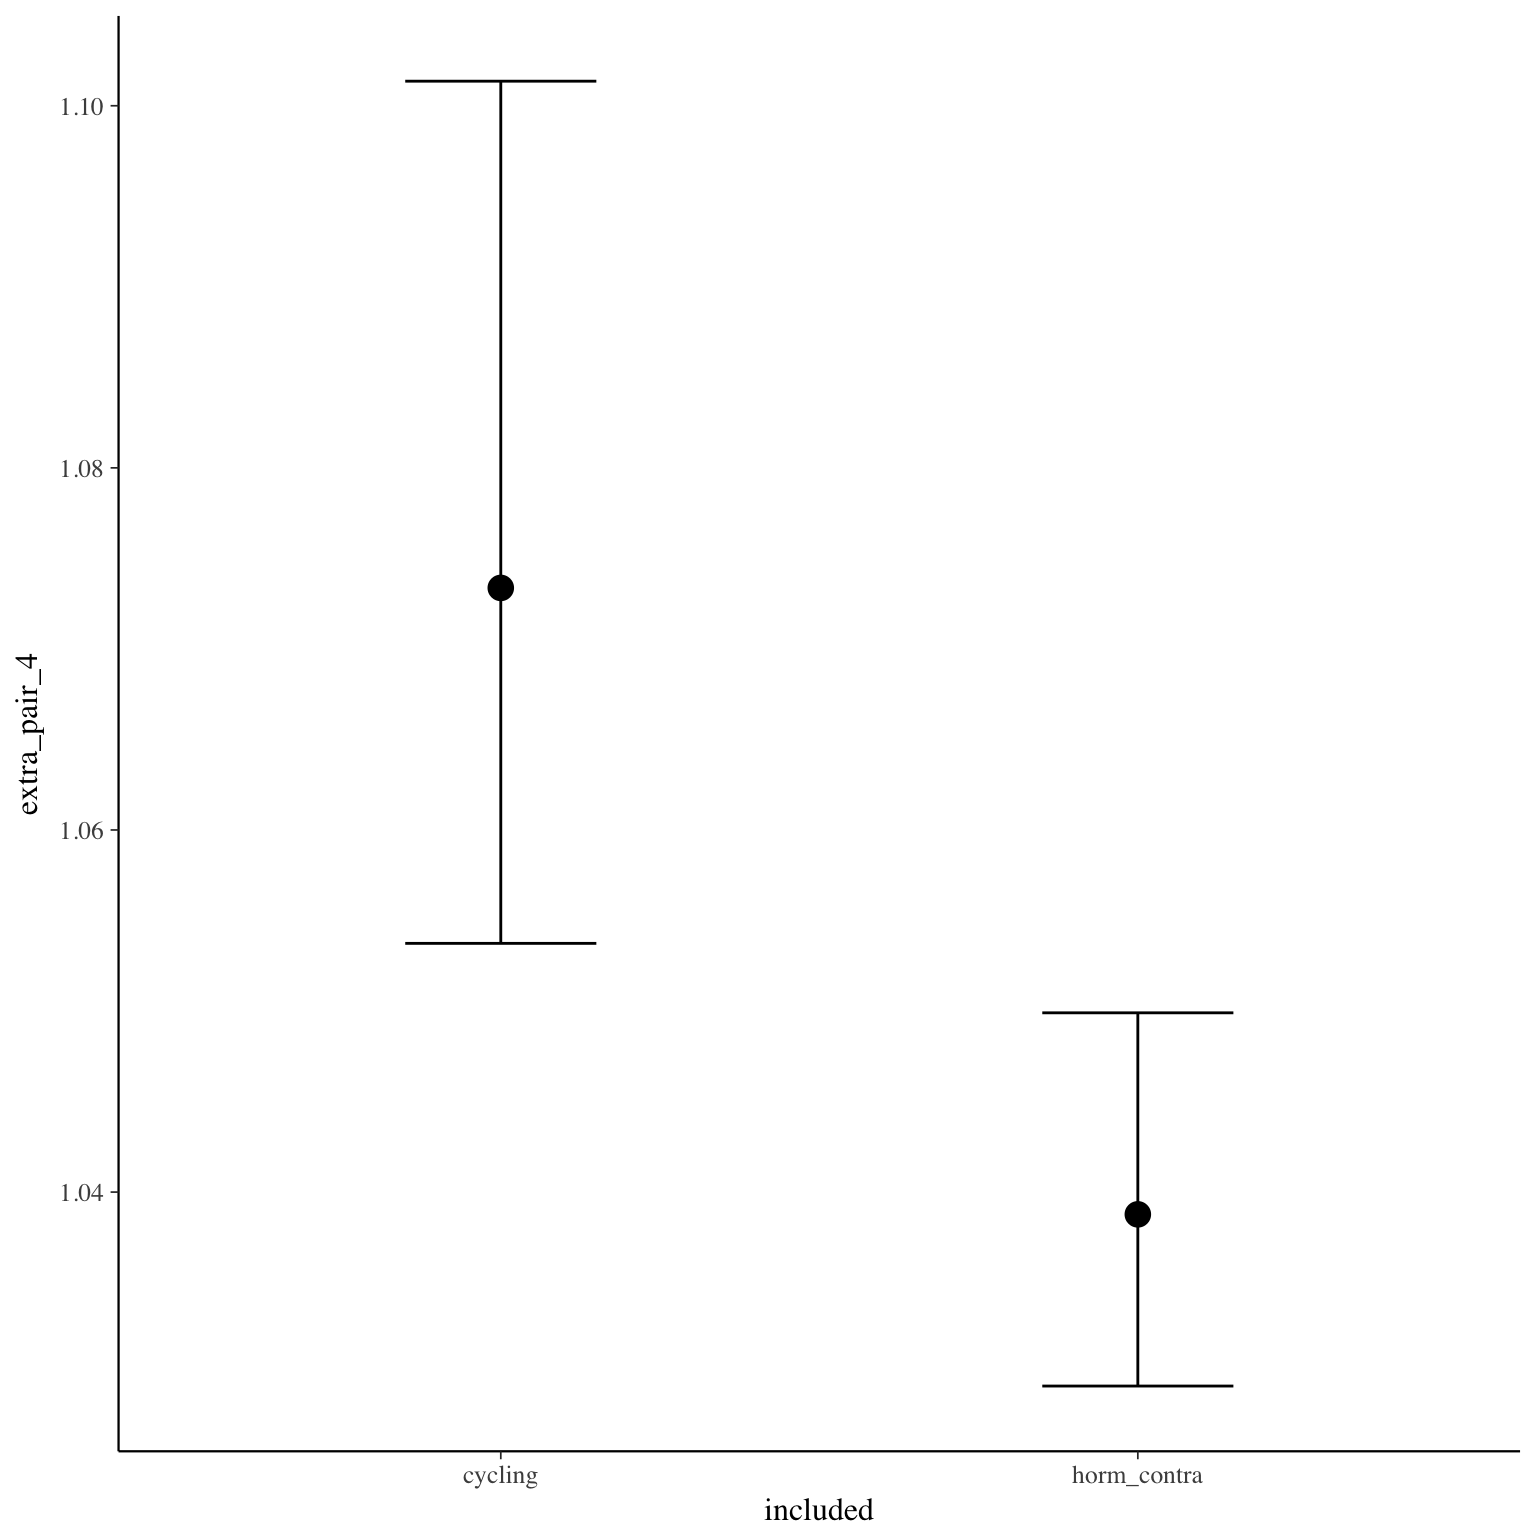 1.10
1.08
1.06
1.04
extra_pair_4
cycling
horm_contra
included